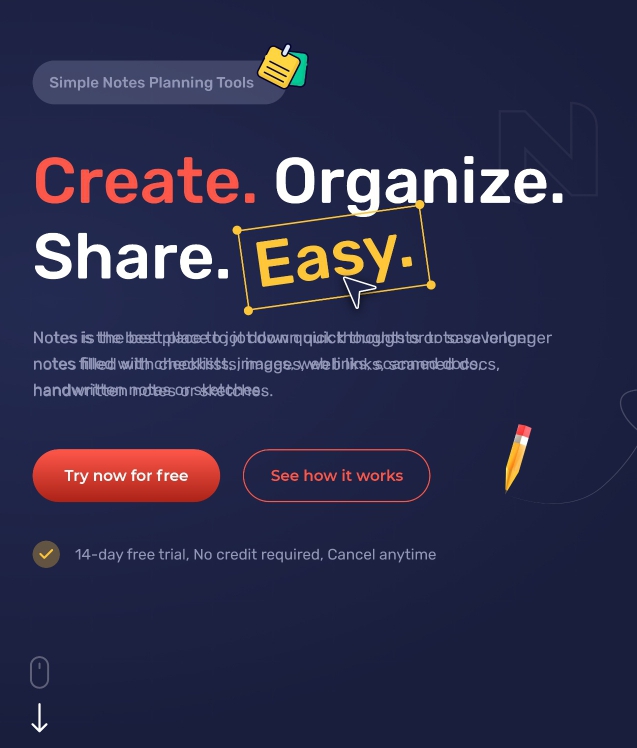 Simple Notes Planning Tools
Create. Organize.
Share. Easy.
Notes is the best place to jot down quick thoughts or to save longer
notes filled with checklists, images, web links, scanned docs,
handwritten notes or sketches.
Try now for free
See how it works
14-day free trial, No credit required, Cancel anytime